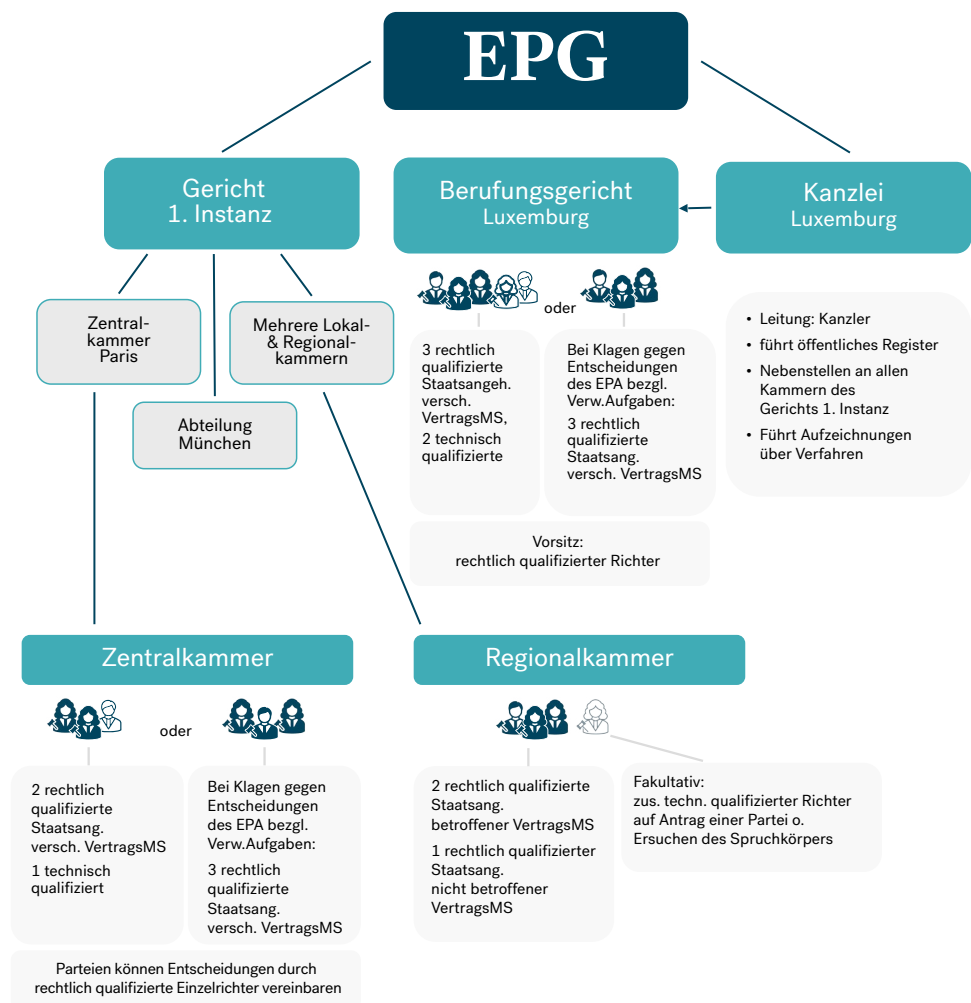 EPG
Gericht
1. Instanz
Berufungsgericht
Luxemburg
Kanzlei
Luxemburg
Zentral-
kammer
Paris
Mehrere Lokal-
& Regional-
kammern
Abteilung
München
oder
3 rechtlich
qualifizierte
Staatsangeh.
versch.
VertragsMS,
2 technisch
qualifizierte
Bei Klagen gegen
Entscheidungen
des EPA bezgl.
Verw.Aufgaben:
3 rechtlich
qualifizierte
Staatsang.
versch. VertragsMS
Vorsitz:
rechtlich qualifizierter Richter
• Leitung: Kanzler
• führt öffentliches Register
• Nebenstellen an allen
Kammern des
Gerichts 1. Instanz
• Führt Aufzeichnungen
über Verfahren
Zentralkammer
oder
2 rechtlich
qualifizierte
Staatsang.
versch. VertragsMS
1 technisch
qualifiziert
Bei Klagen gegen
Entscheidungen
des EPA bezgl.
Verw.Aufgaben:
3 rechtlich
qualifizierte
Staatsang.
versch. VertragsMS
Parteien können Entscheidungen durch
rechtlich qualifizierte Einzelrichter vereinbaren
Regionalkammer
2 rechtlich qualifizierte
Staatsang.
betroffener VertragsMS
1 rechtlich qualifizierter
Staatsang.
nicht betroffener
VertragsMS
Fakultativ:
zus. techn. qualifizierter Richter
auf Antrag einer Partei o.
Ersuchen des Spruchkörpers